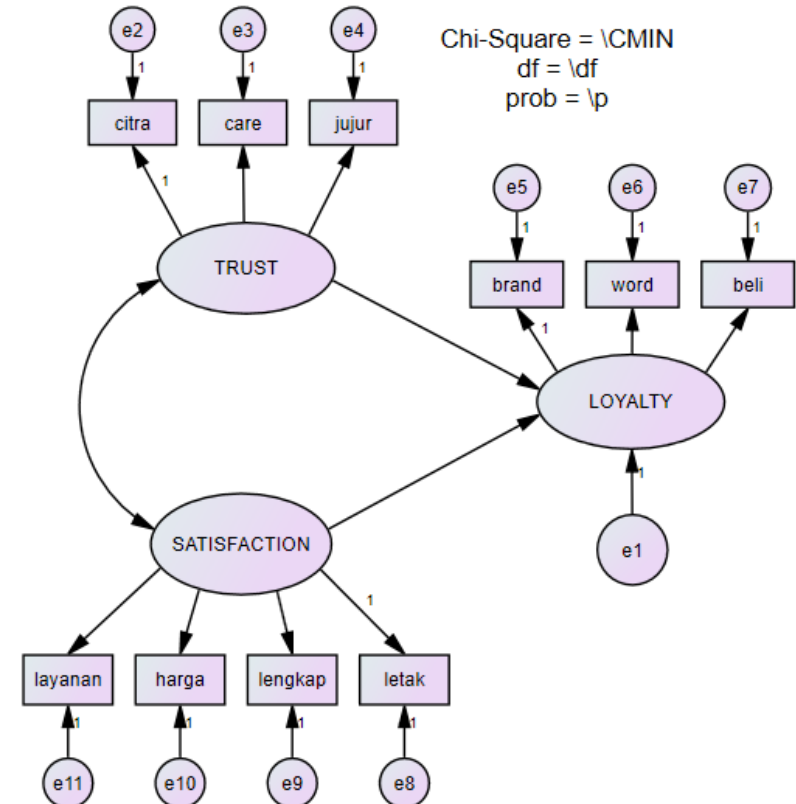 e2 e3 e4
Chi-Square = \CMIN
df = \df
prob = \p
1 1 1
citra care jujur
1
TRUST
e5 e6 e7
1 1 1
brand word beli
1
LOYALTY
1
e1
SATISFACTION
1
layanan harga lengkap letak
1 1 1 1
e11 e10 e9 e8